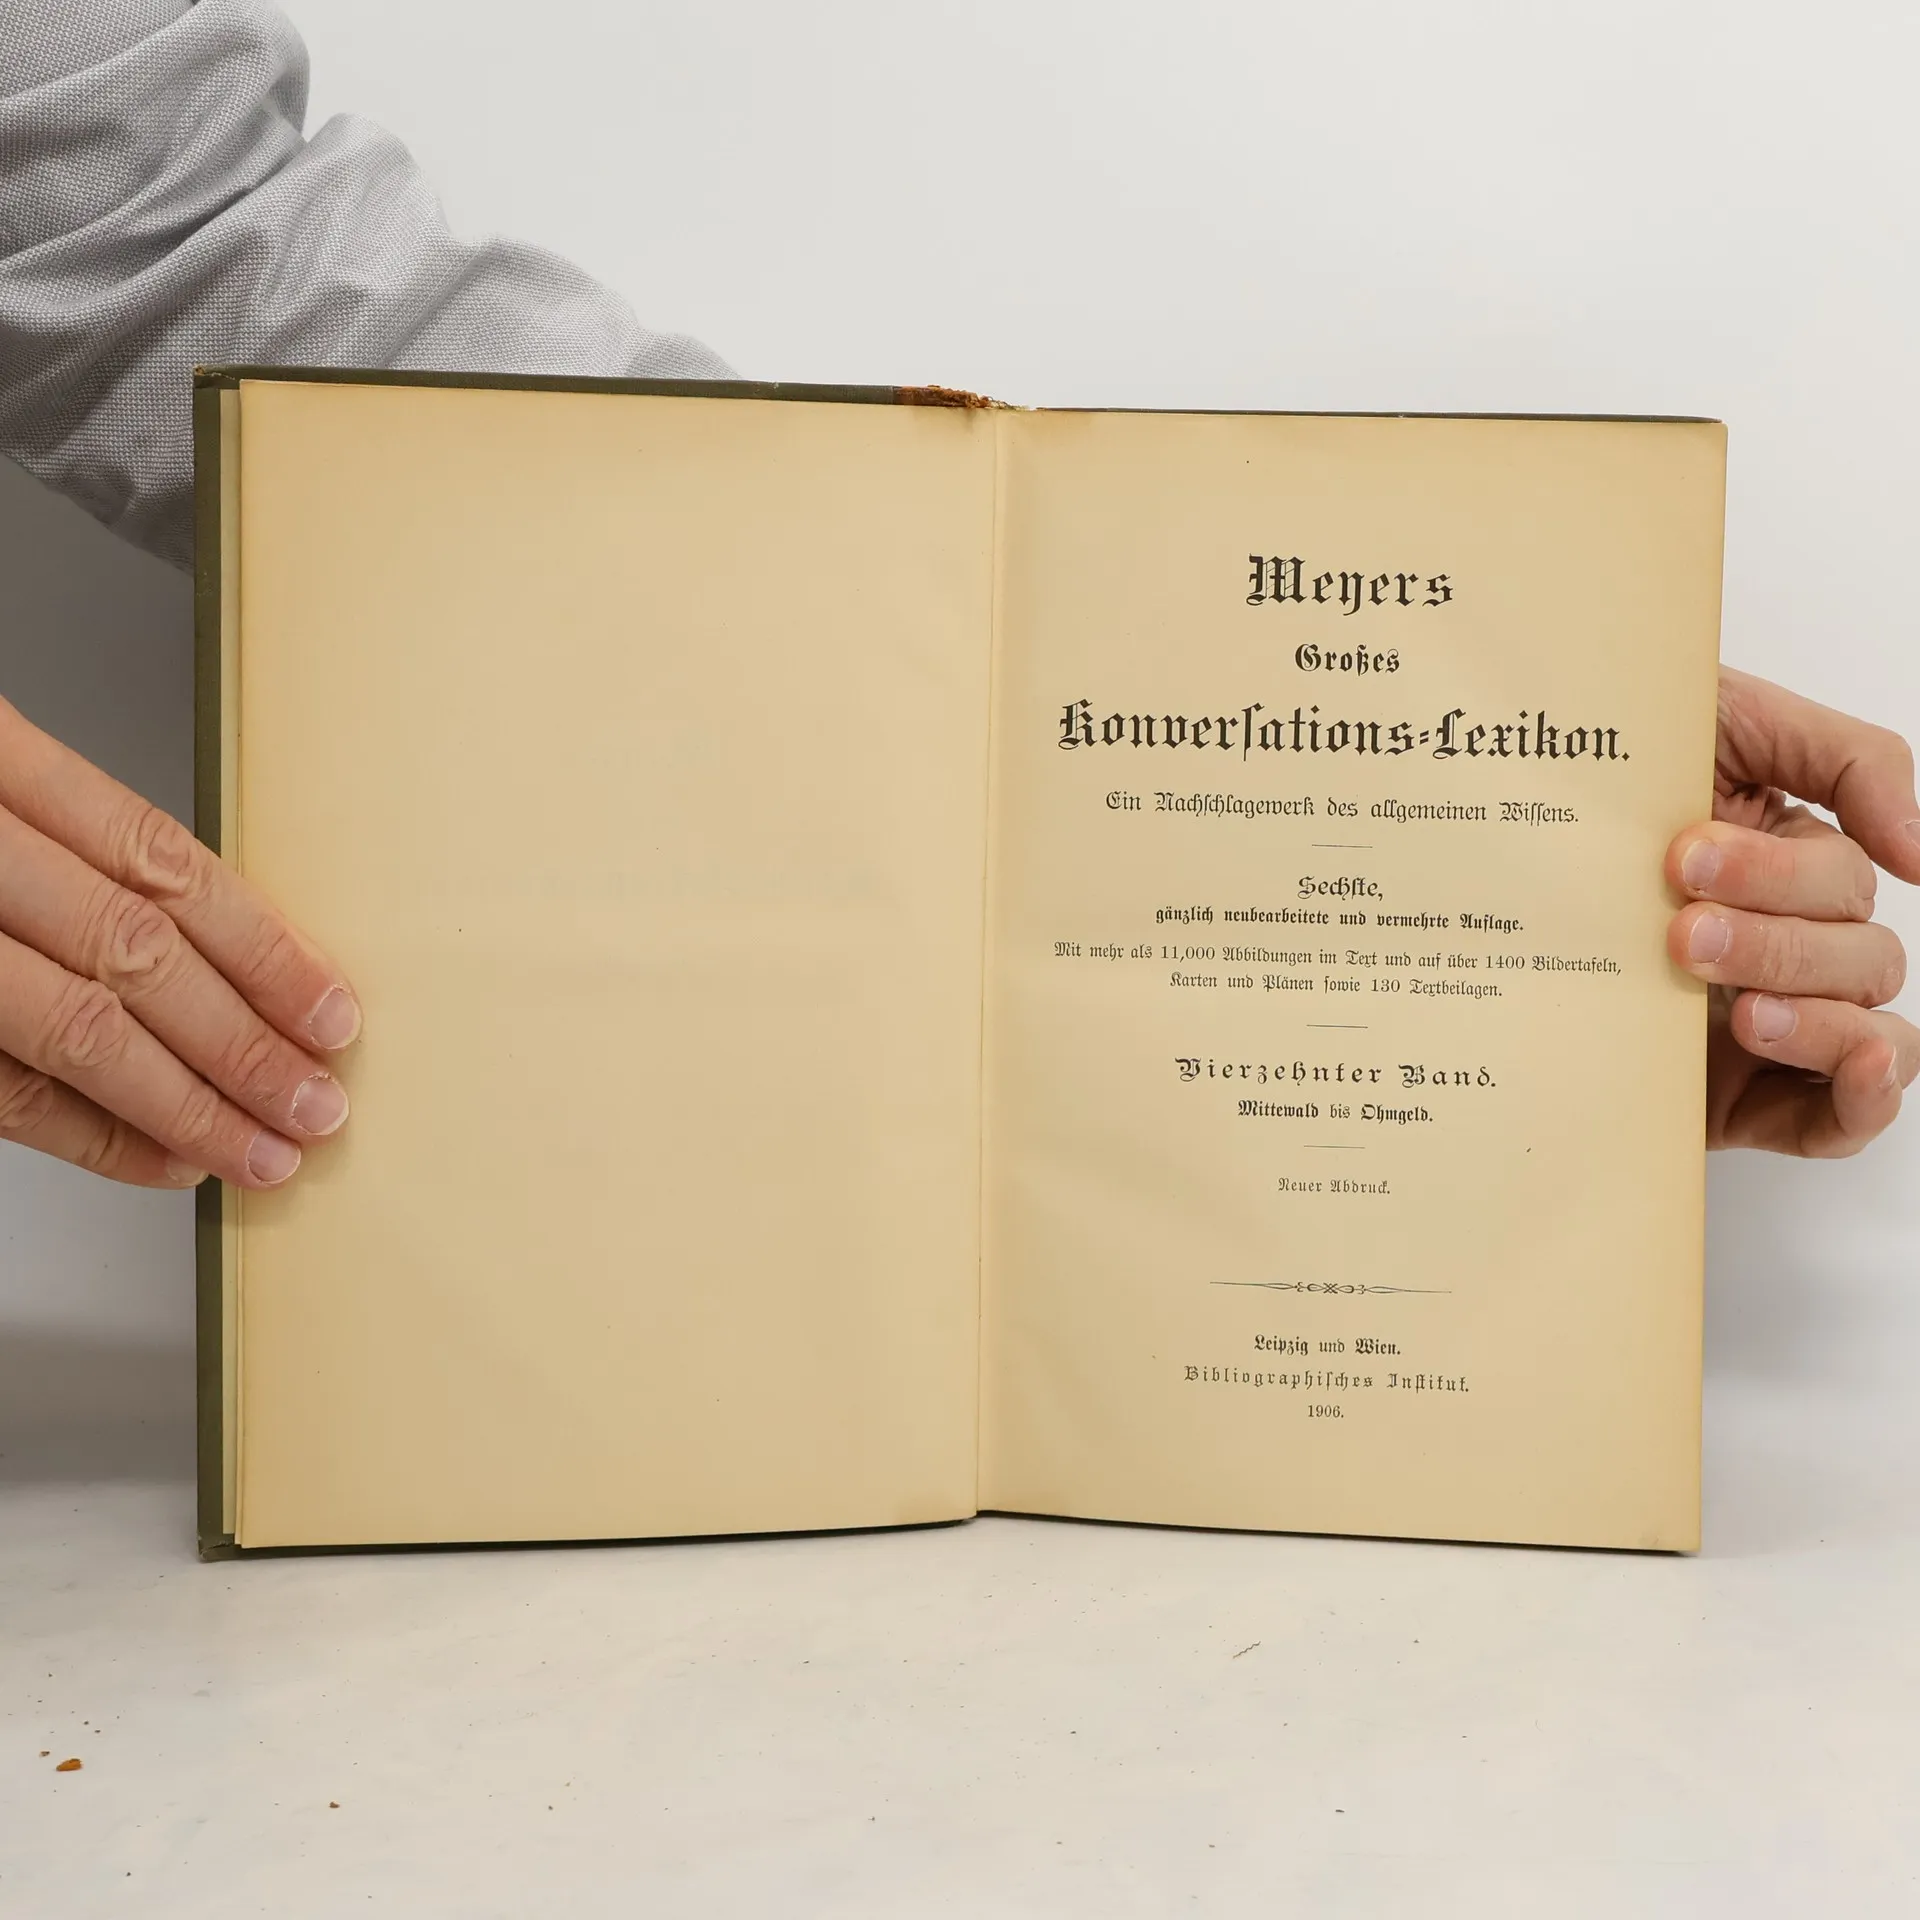 Meyers
Großes
Konverſations-Lexikon.
Ein Nachſchlagewerk des allgemeinen Wiſſens.
Sechſte,
gänzlich neubearbeitete und vermehrte Auflage.
Mit mehr als 11,000 Abbildungen im Text und auf über 1400 Bildertafeln,
Karten und Plänen ſowie 130 Textbeilagen.
Vierzehnter Band.
Mittewald bis Ohmgeld.
Neuer Abdruck.
Leipzig und Wien.
Bibliographiſches Inſtitut.
1906.